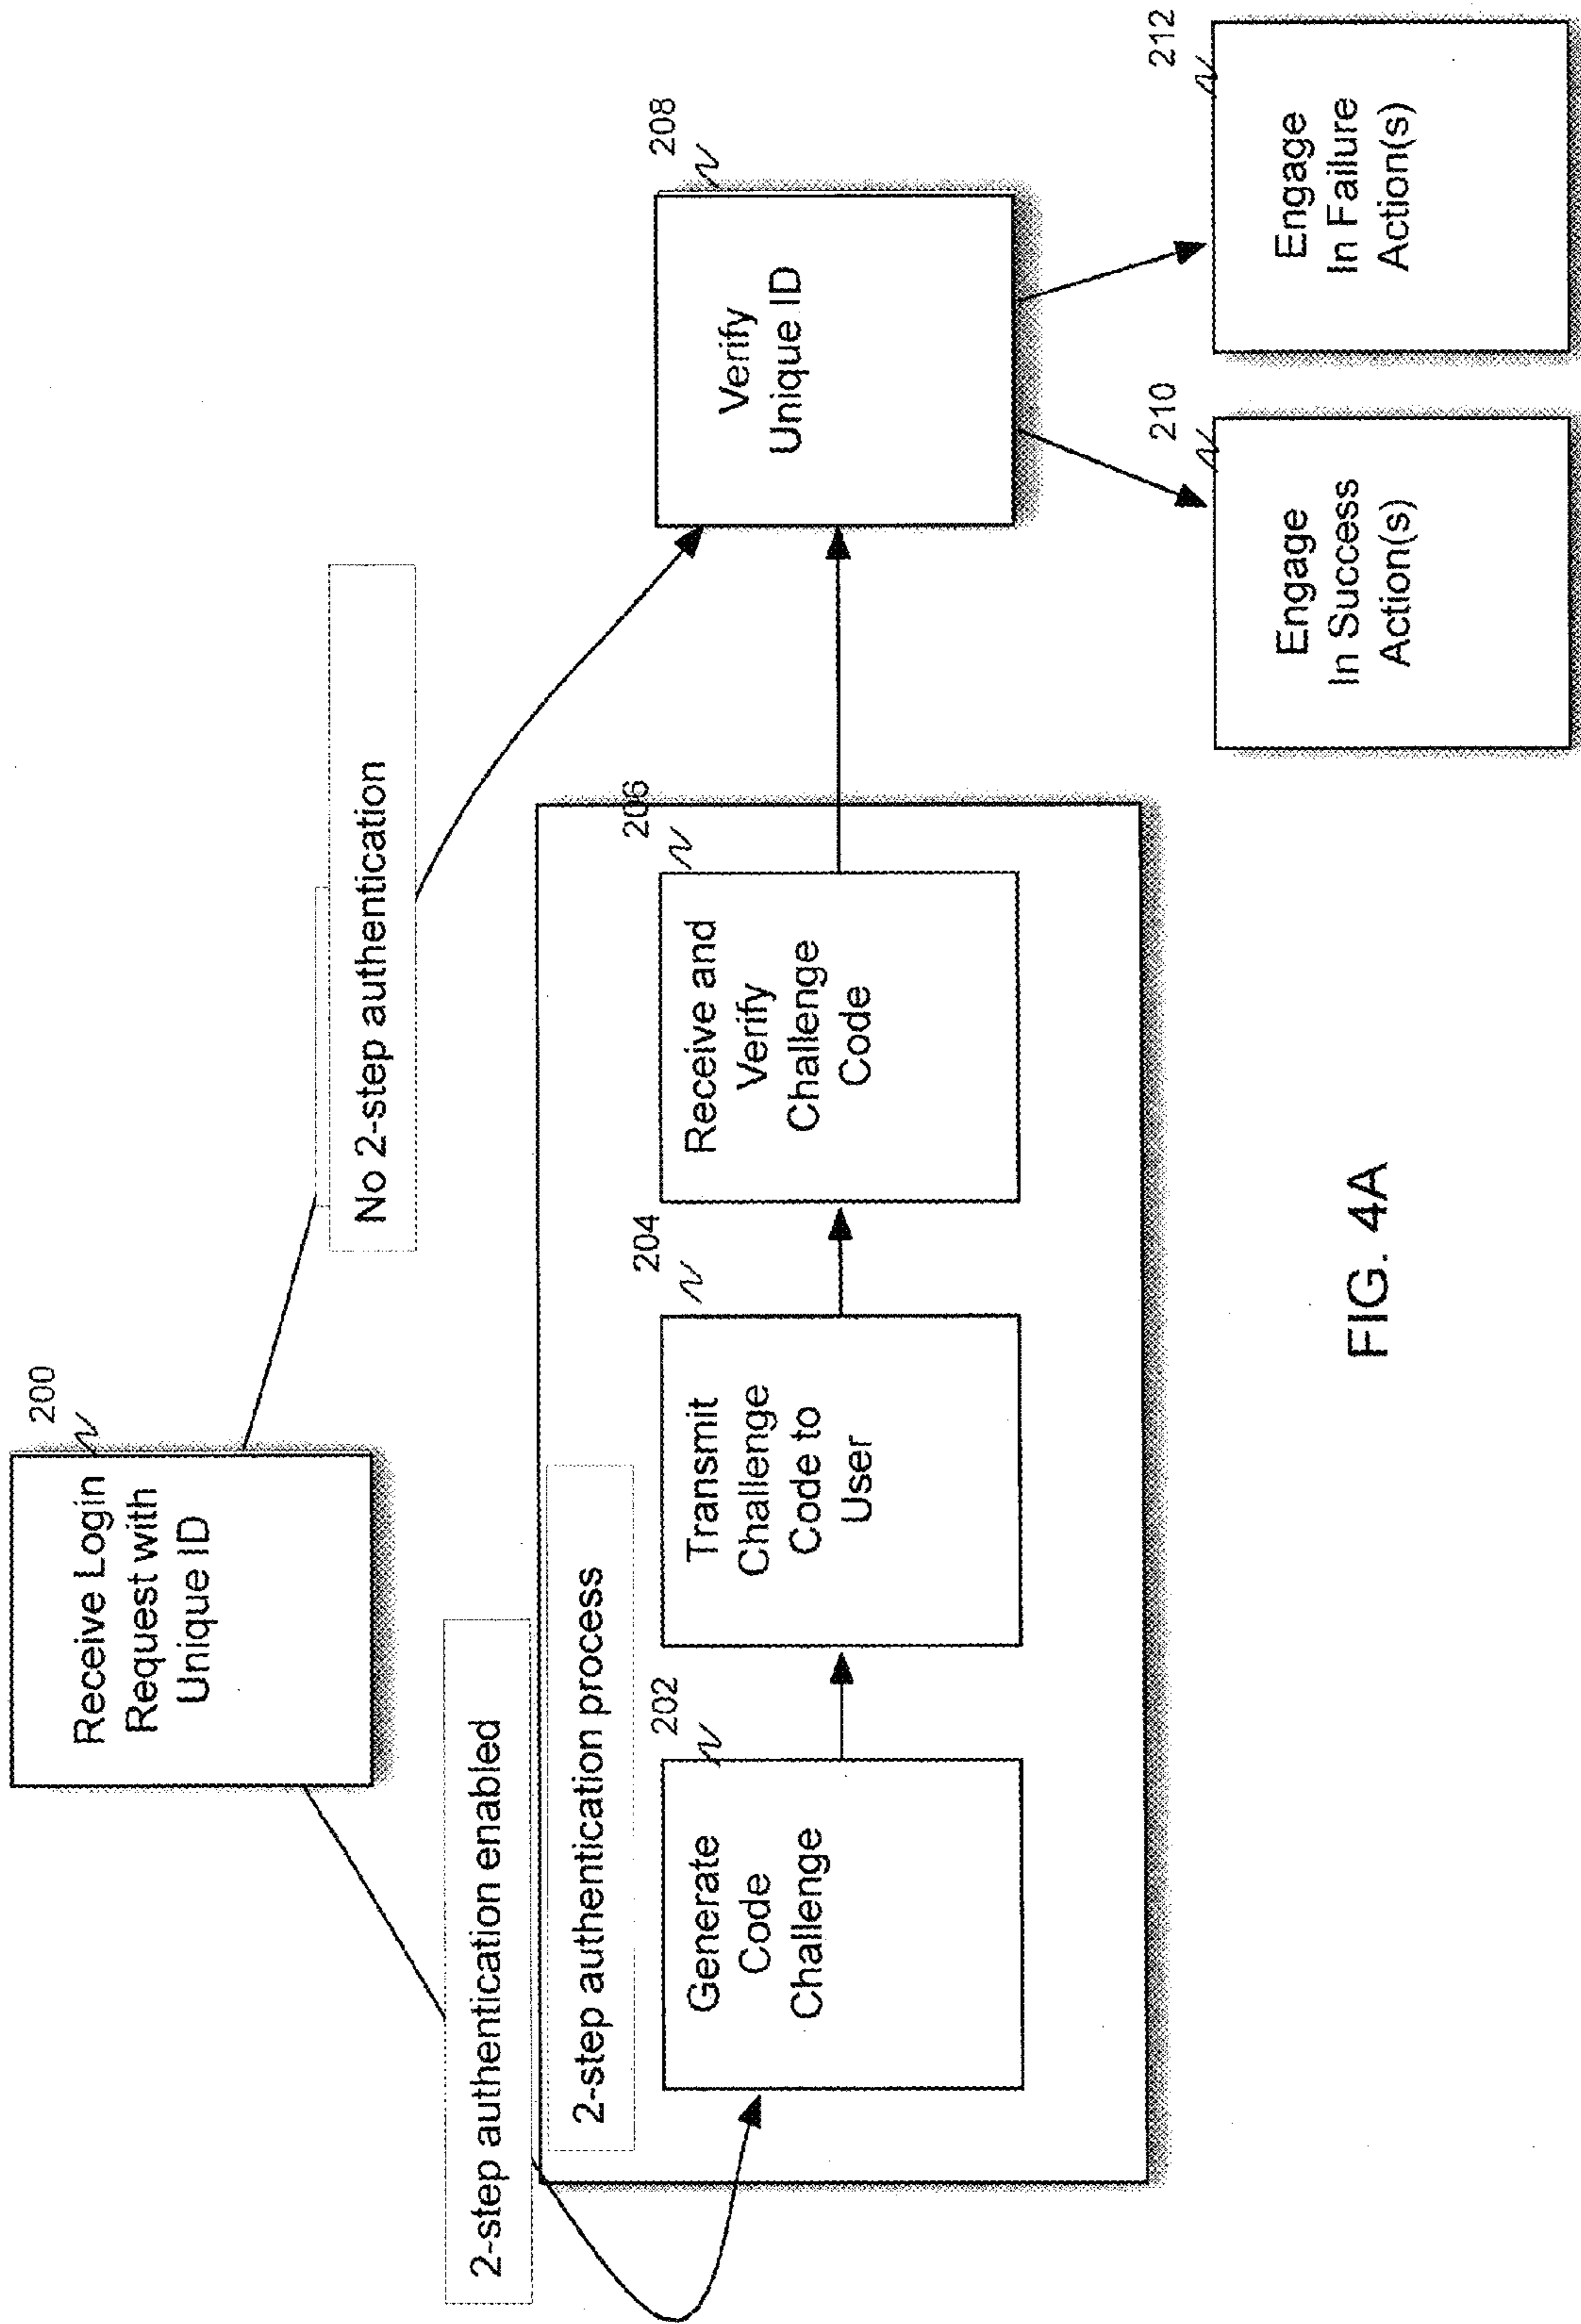 200
Receive Login
Request with
Unique ID
No 2-step authentication
2-step authentication enabled
2-step authentication process
202
Generate
Code
Challenge
204
Transmit
Challenge
Code to
User
206
Receive and
Verify
Challenge
Code
208
Verify
Unique ID
210
Engage
In Success
Action(s)
212
Engage
In Failure
Action(s)
FIG. 4A